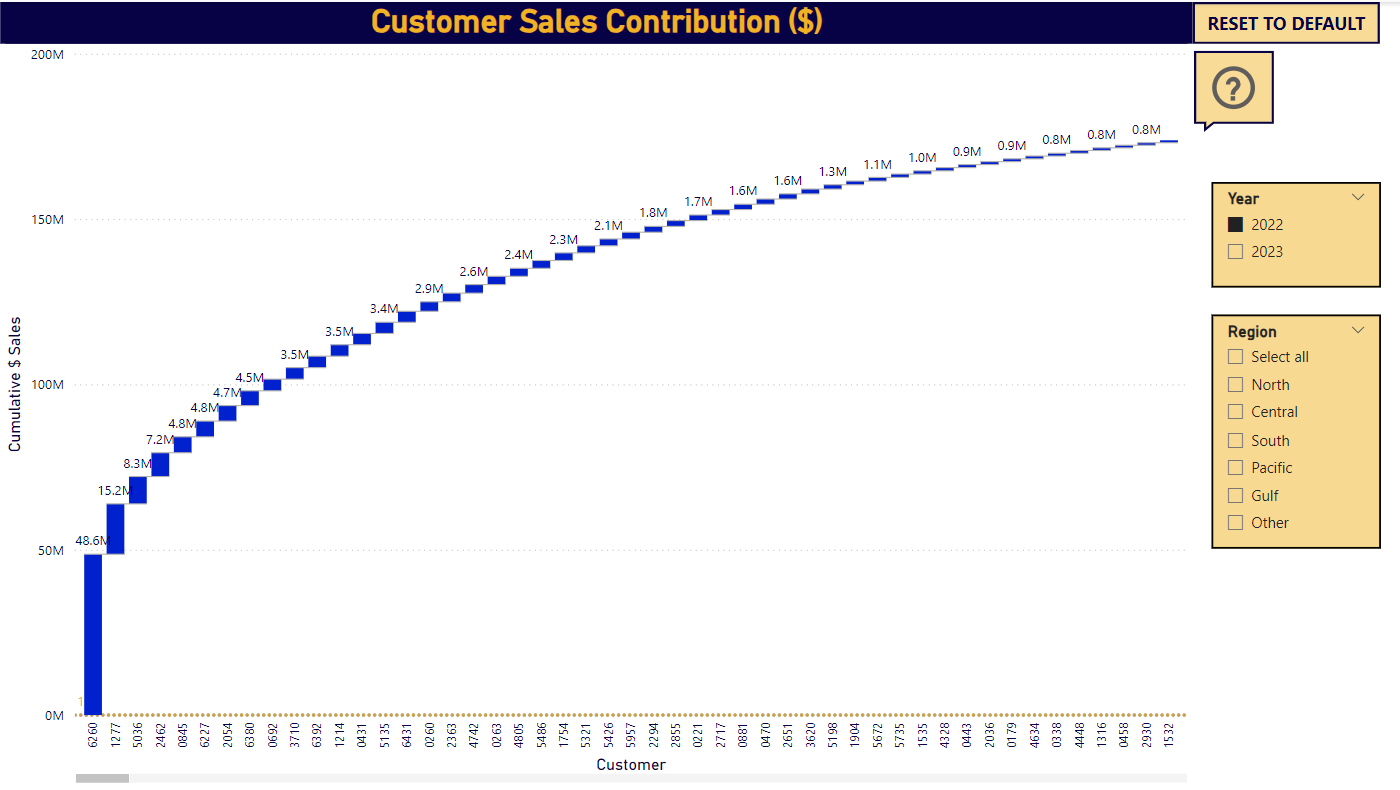 Customer Sales Contribution ($)
RESET TO DEFAULT
?
Year
2022
2023
Region
Select all
North
Central
South
Pacific
Gulf
Other
Cumulative $ Sales
200M
150M
100M
50M
0M
1
48.6M
15.2M
8.3M
7.2M
4.8M
4.8M
4.7M
4.5M
3.5M
3.5M
3.4M
2.9M
2.6M
2.4M
2.3M
2.1M
1.8M
1.7M
1.6M
1.6M
1.3M
1.1M
1.0M
0.9M
0.9M
0.8M
0.8M
0.8M
6260
1277
5036
2462
0845
6227
2054
6380
0692
3710
6392
1214
0431
5135
6431
0260
2363
4742
0263
4805
5486
1754
5321
5426
5957
2294
2855
0221
2717
0881
0470
2651
3620
5198
1904
5672
5735
1535
4328
0443
2036
0179
4634
0338
4448
1316
0458
2930
1532
Customer